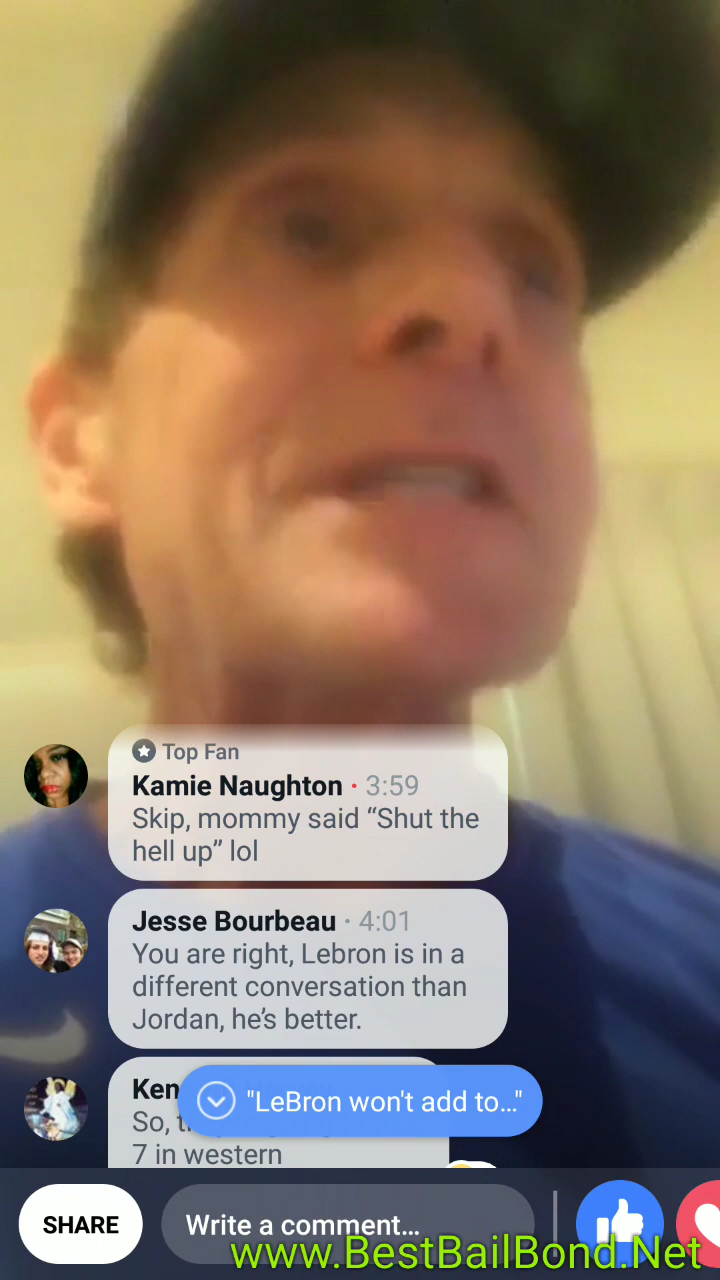 Top Fan
Kamie Naughton · 3:59
Skip, mommy said “Shut the
hell up” lol
Jesse Bourbeau · 4:01
You are right, Lebron is in a
different conversation than
Jordan, he’s better.
Ken
"LeBron won't add to..."
So, t
7 in western
SHARE
Write a comment...
www.BestBailBond.Net